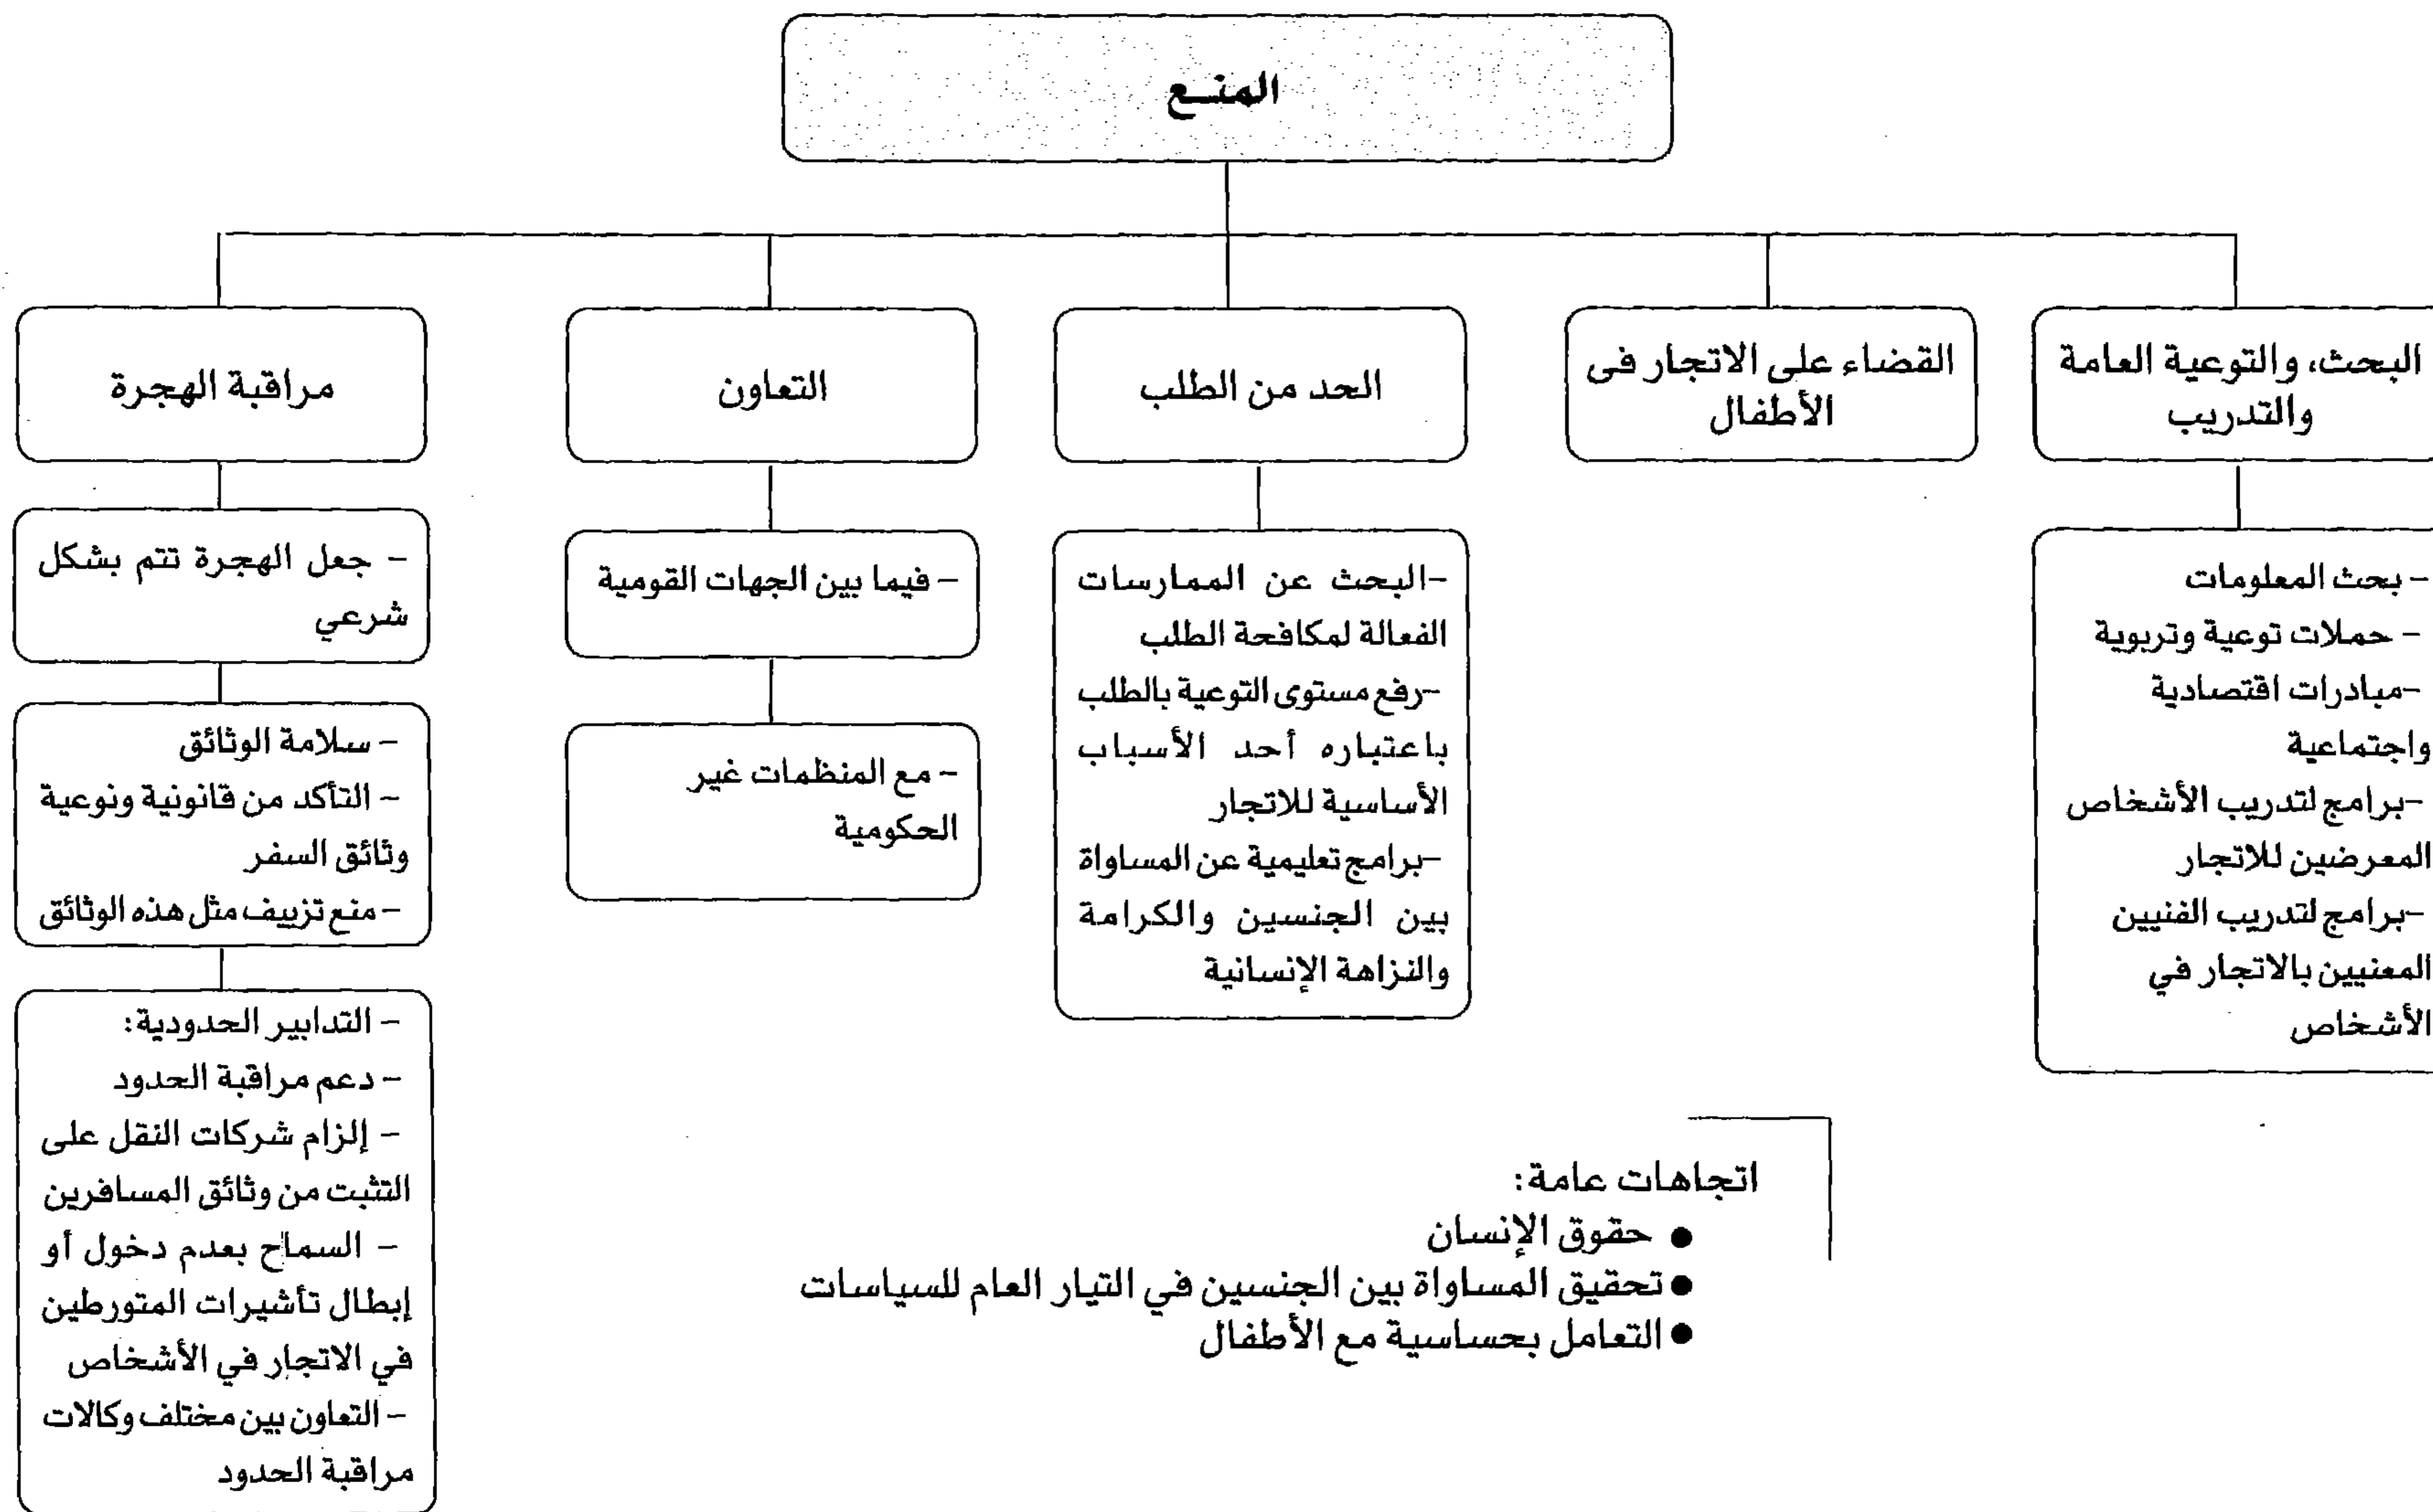 المنع
البحث، والتوعية العامة
والتدريب
- بحث المعلومات
- حملات توعية وتربوية
-مبادرات اقتصادية
واجتماعية
-برامج لتدريب الأشخاص
المعرضين للاتجار
-برامج لتدريب الفنيين
المعنيين بالاتجار في
الأشخاص
القضاء على الاتجار فى
الأطفال
الحد من الطلب
-البحث عن الممارسات
الفعالة لمكافحة الطلب
-رفع مستوى التوعية بالطلب
باعتباره أحد الأسباب
الأساسية للاتجار
-برامج تعليمية عن المساواة
بين الجنسين والكرامة
والنزاهة الإنسانية
التعاون
- فيما بين الجهات القومية
- مع المنظمات غير
الحكومية
مراقبة الهجرة
- جعل الهجرة تتم بشكل
شرعي
- سلامة الوثائق
- التأكد من قانونية ونوعية
وثائق السفر
- منع تزييف مثل هذه الوثائق
- التدابير الحدودية:
- دعم مراقبة الحدود
- إلزام شركات النقل على
التثبت من وثائق المسافرين
- السماح بعدم دخول أو
إبطال تأشيرات المتورطين
في الاتجار في الأشخاص
- التعاون بين مختلف وكالات
مراقبة الحدود
اتجاهات عامة:
● حقوق الإنسان
● تحقيق المساواة بين الجنسين في التيار العام للسياسات
● التعامل بحساسية مع الأطفال